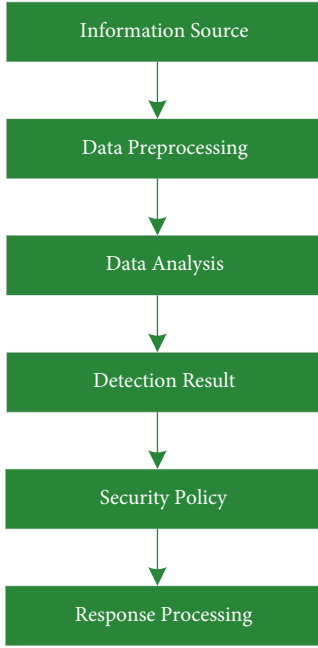 Information Source
Data Preprocessing
Data Analysis
Detection Result
Security Policy
Response Processing